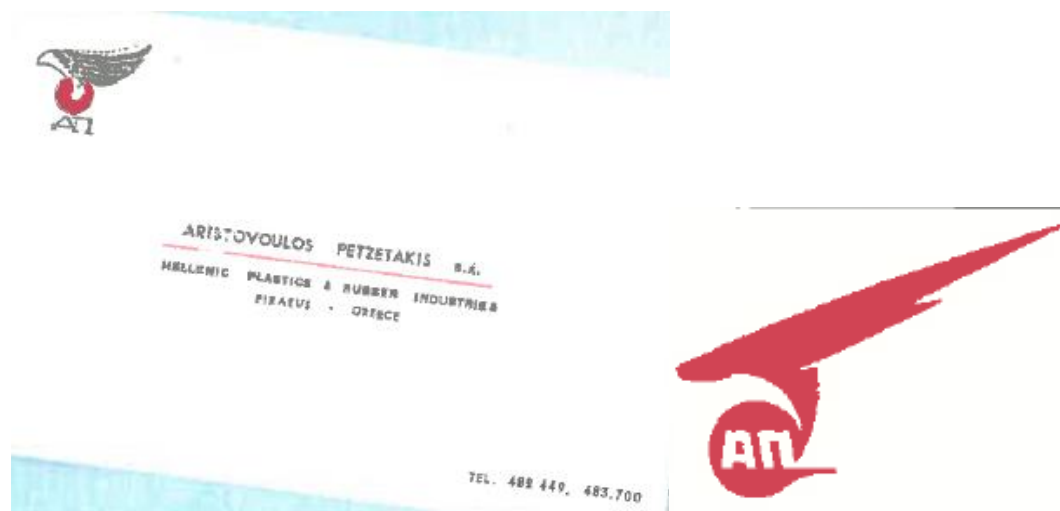 ΑΠ
ARISTOVOULOS PETZETAKIS S.A.
HELLENIC PLASTICS & RUBBER INDUSTRIES
PIRAEUS - GREECE
TEL. 482 449, 483.700
ΑΠ